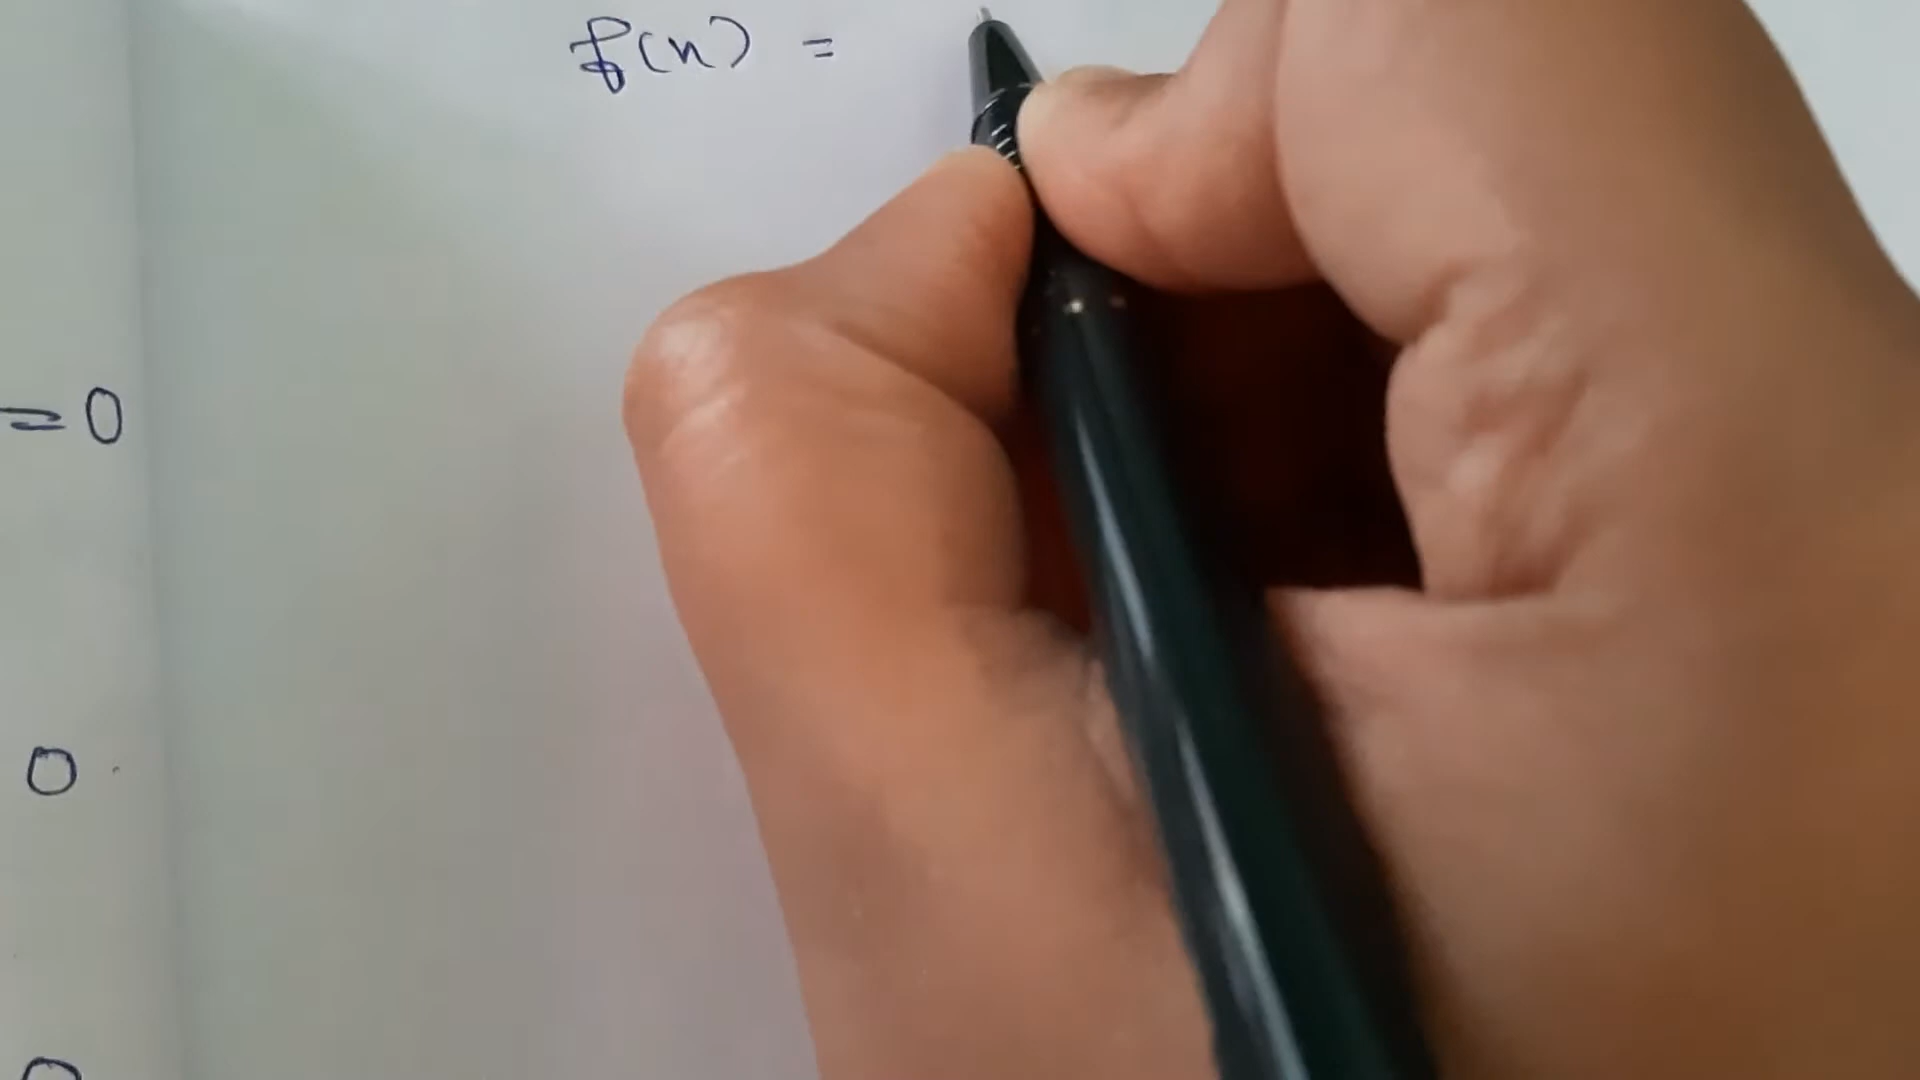 f(n) =
=0
0